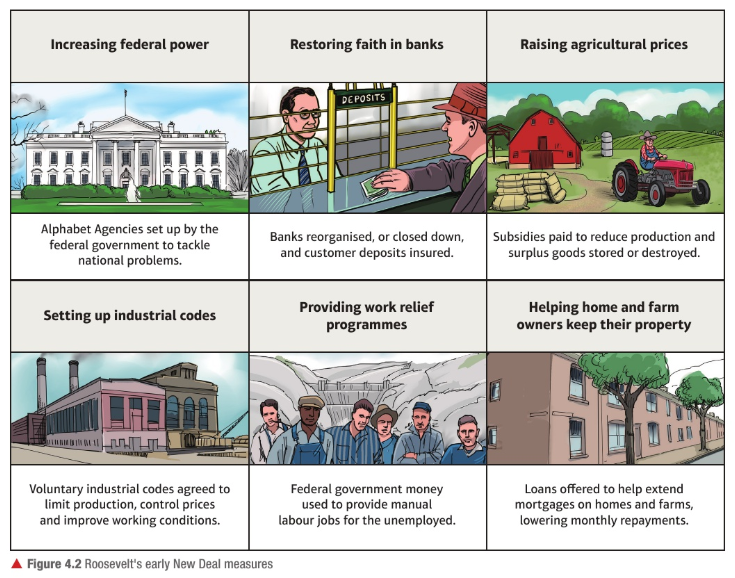 Increasing federal power
Restoring faith in banks
Raising agricultural prices
DEPOSITS
Alphabet Agencies set up by the
federal government to tackle
national problems.
Banks reorganised, or closed down,
and customer deposits insured.
Subsidies paid to reduce production and
surplus goods stored or destroyed.
Setting up industrial codes
Providing work relief
programmes
Helping home and farm
owners keep their property
Voluntary industrial codes agreed to
limit production, control prices
and improve working conditions.
Federal government money
used to provide manual
labour jobs for the unemployed.
Loans offered to help extend
mortgages on homes and farms,
lowering monthly repayments.
▲ Figure 4.2 Roosevelt's early New Deal measures